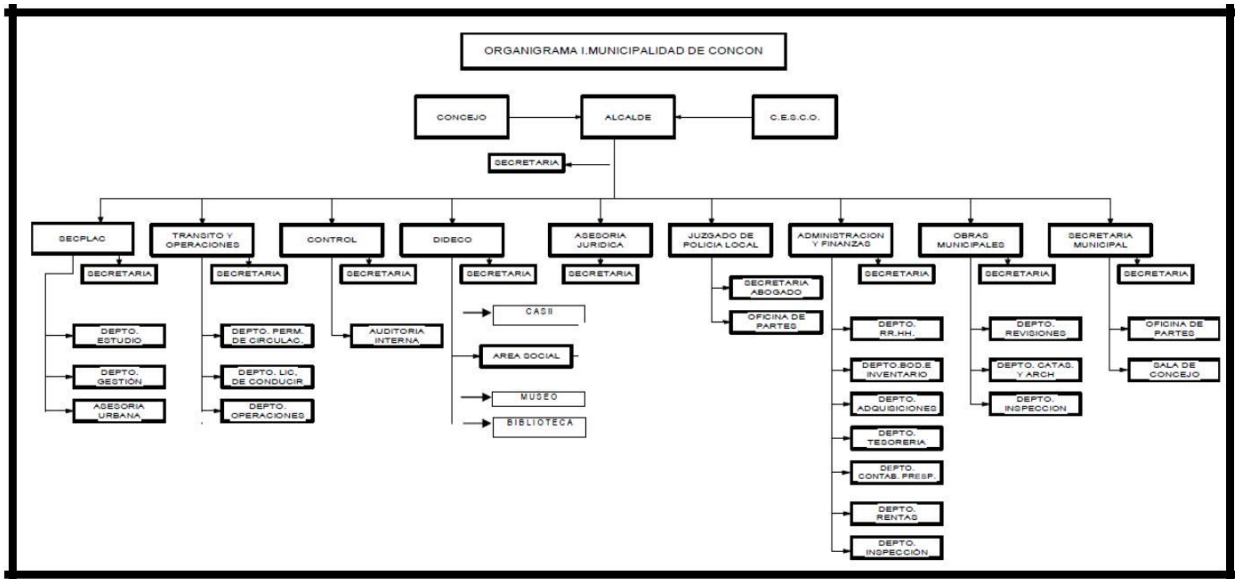 ORGANIGRAMA I.MUNICIPALIDAD DE CONCON
CONCEJO
ALCALDE
C.E.S.C.O.
SECRETARIA
SECPLAC
SECRETARIA
DEPTO.
ESTUDIO
DEPTO.
GESTIÓN
ASESORIA
URBANA
TRANSITO Y
OPERACIONES
SECRETARIA
DEPTO. PERM.
DE CIRCULAC.
DEPTO. LIC.
DE CONDUCIR
DEPTO.
OPERACIONES
CONTROL
SECRETARIA
AUDITORIA
INTERNA
DIDECO
SECRETARIA
CASII
AREA SOCIAL
MUSEO
BIBLIOTECA
ASESORIA
JURIDICA
SECRETARIA
JUZGADO DE
POLICIA LOCAL
SECRETARIA
ABOGADO
OFICINA DE
PARTES
ADMINISTRACION
Y FINANZAS
SECRETARIA
DEPTO.
RR.HH.
DEPTO.BOD.E
INVENTARIO
DEPTO.
ADQUISICIONES
DEPTO.
TESORERIA
DEPTO.
CONTAB. PRESP.
DEPTO.
RENTAS
DEPTO.
INSPECCIÓN
OBRAS
MUNICIPALES
SECRETARIA
DEPTO.
REVISIONES
DEPTO. CATAS.
Y ARCH
DEPTO.
INSPECCION
SECRETARIA
MUNICIPAL
SECRETARIA
OFICINA DE
PARTES
SALA DE
CONCEJO